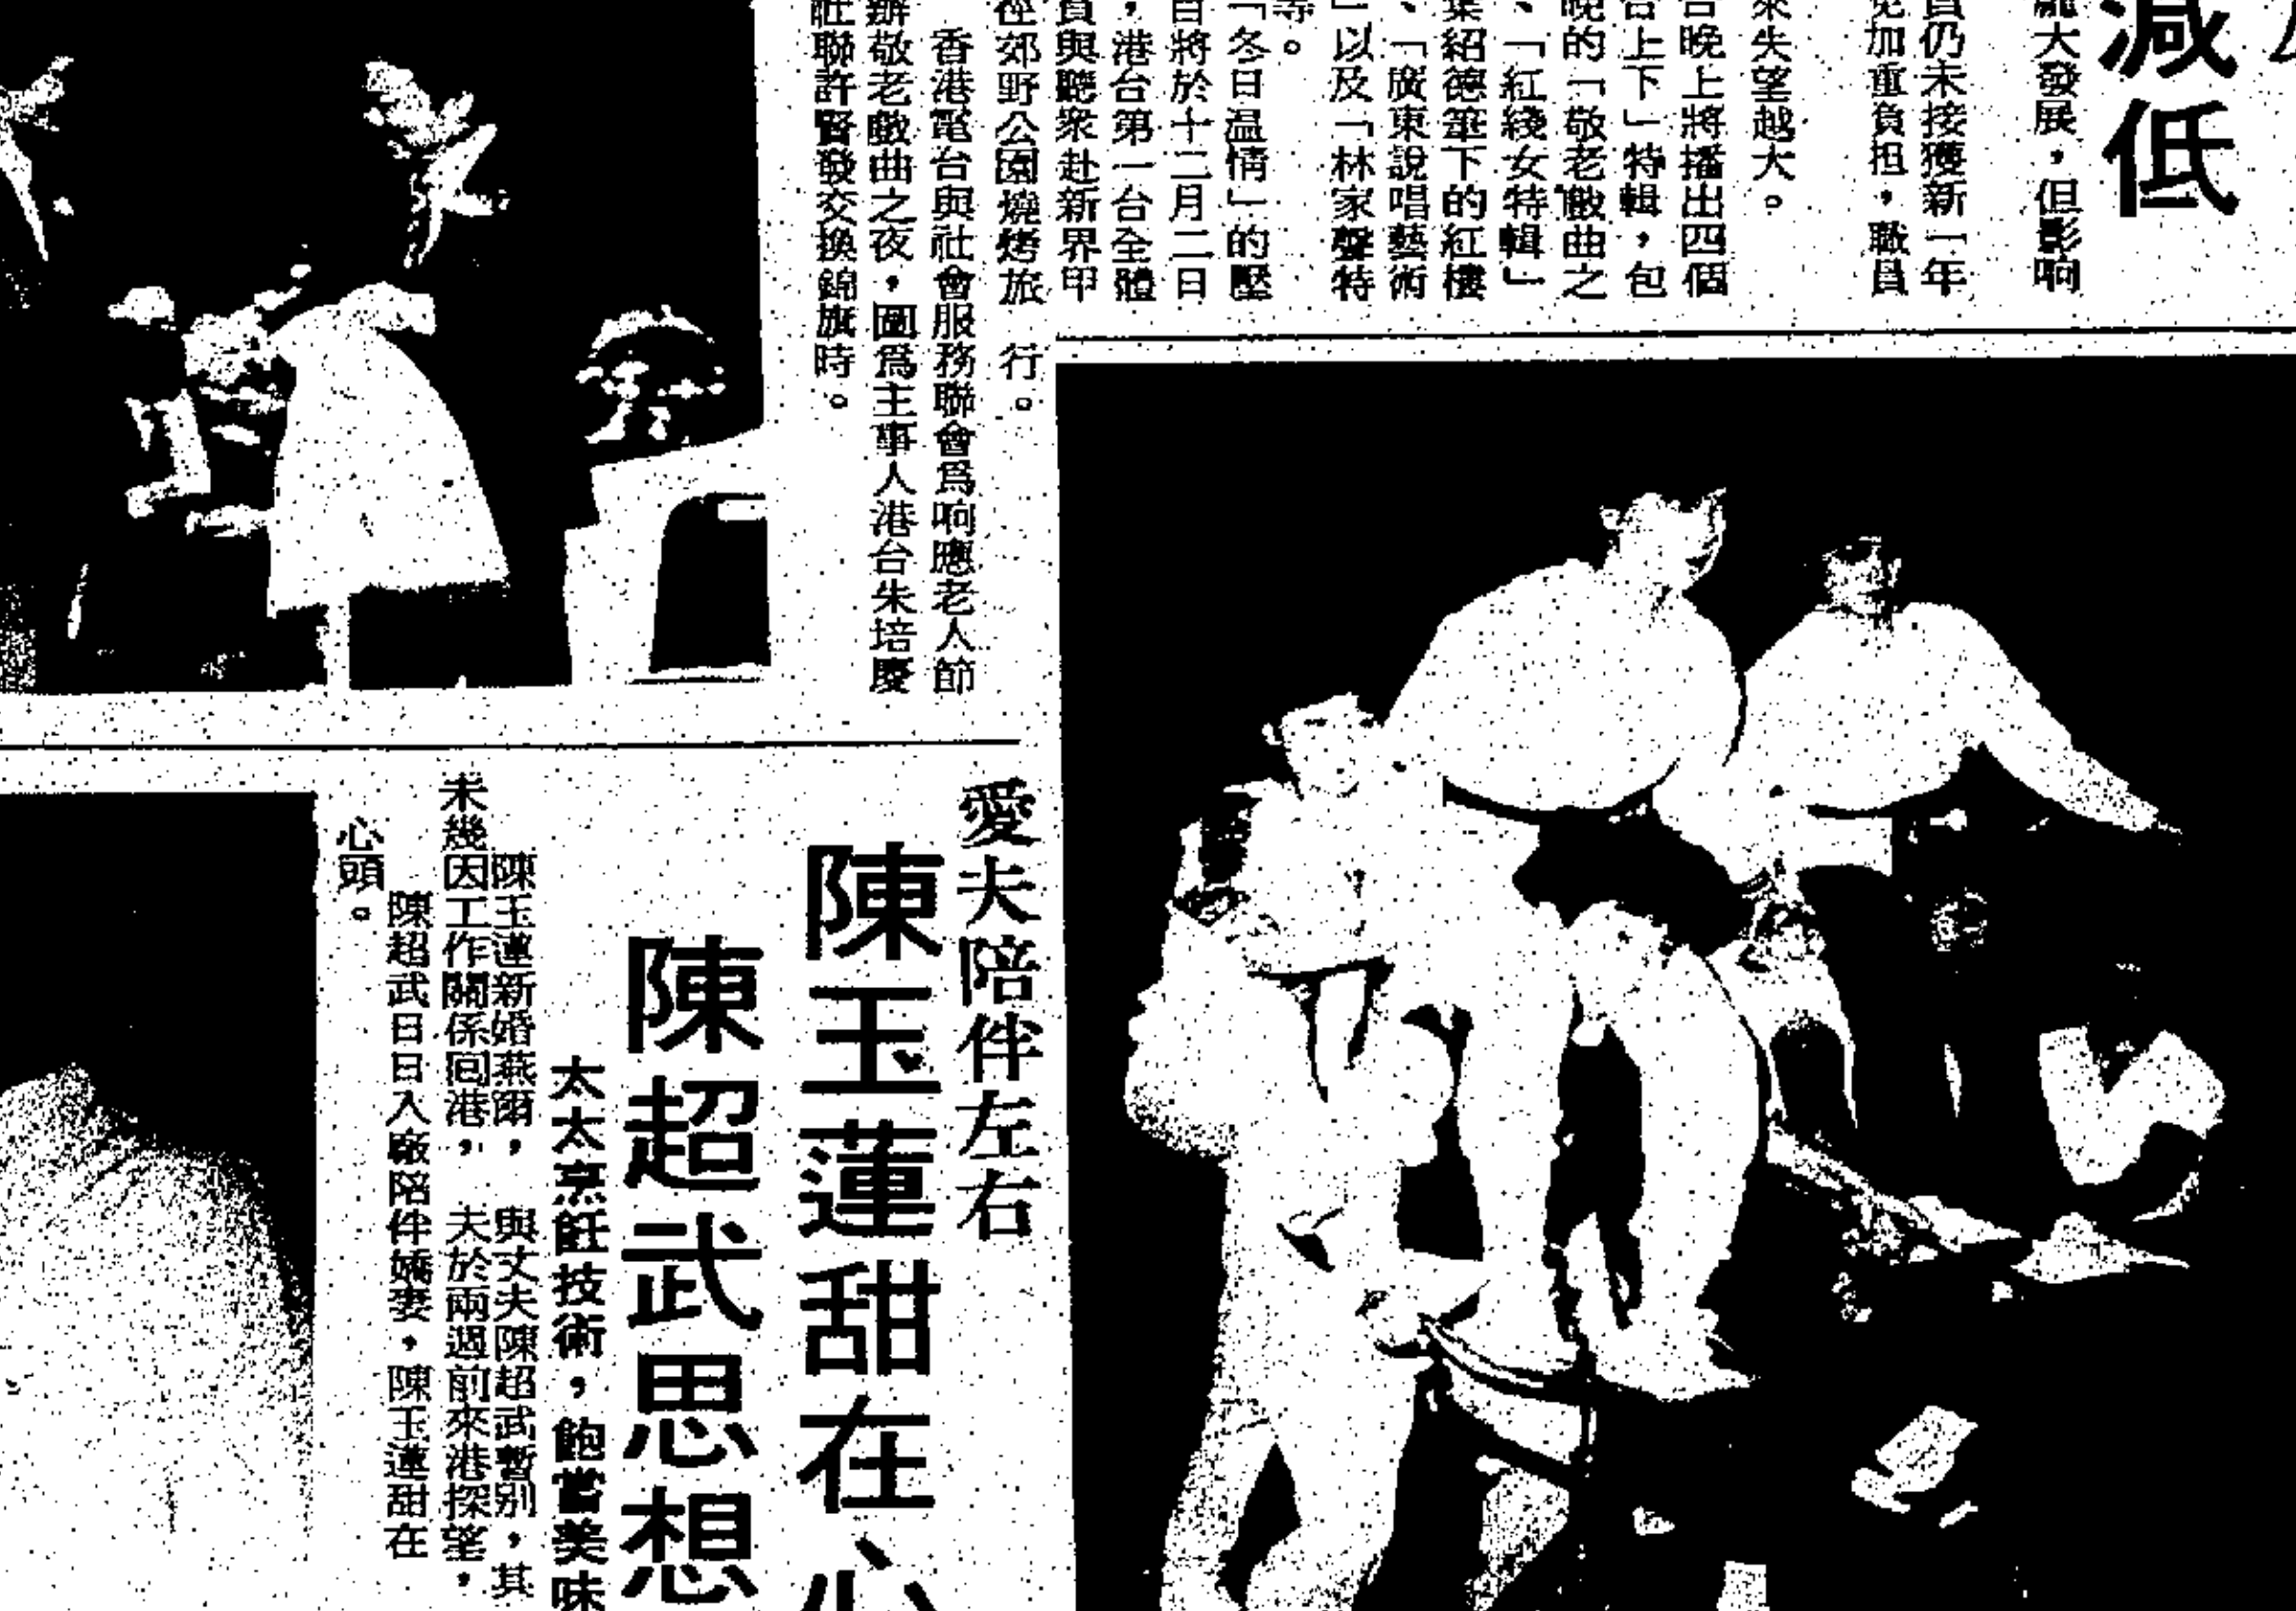 減低
龐大發展，但影响
員仍未接獲新一年
免加重負担，職員
來失望越大。
台晚上將播出四個
台上下」特輯，包
晚的「敬老戲曲之
、「紅綫女特輯」
葉紹德筆下的紅樓
、「廣東說唱藝術
」以及「林家聲特
等。
「冬日温情」的壓
目將於十二月二日
，港台第一台全體
員與聽衆赴新界甲
徑郊野公園燒烤旅行。
香港電台與社會服務聯會爲响應老人節
辦敬老戲曲之夜，圖爲主事人港台朱培慶
社聯許賢發交換錦旗時。
愛夫陪伴左右
陳玉蓮甜在心
陳超武思想
太太烹飪技術，飽嘗美味
陳玉蓮新婚燕爾，與丈夫陳超武暫别，其
未幾因工作關係囘港，夫於兩週前來港探望，
陳超武日日入廠陪伴嬌妻，陳玉蓮甜在
心頭。